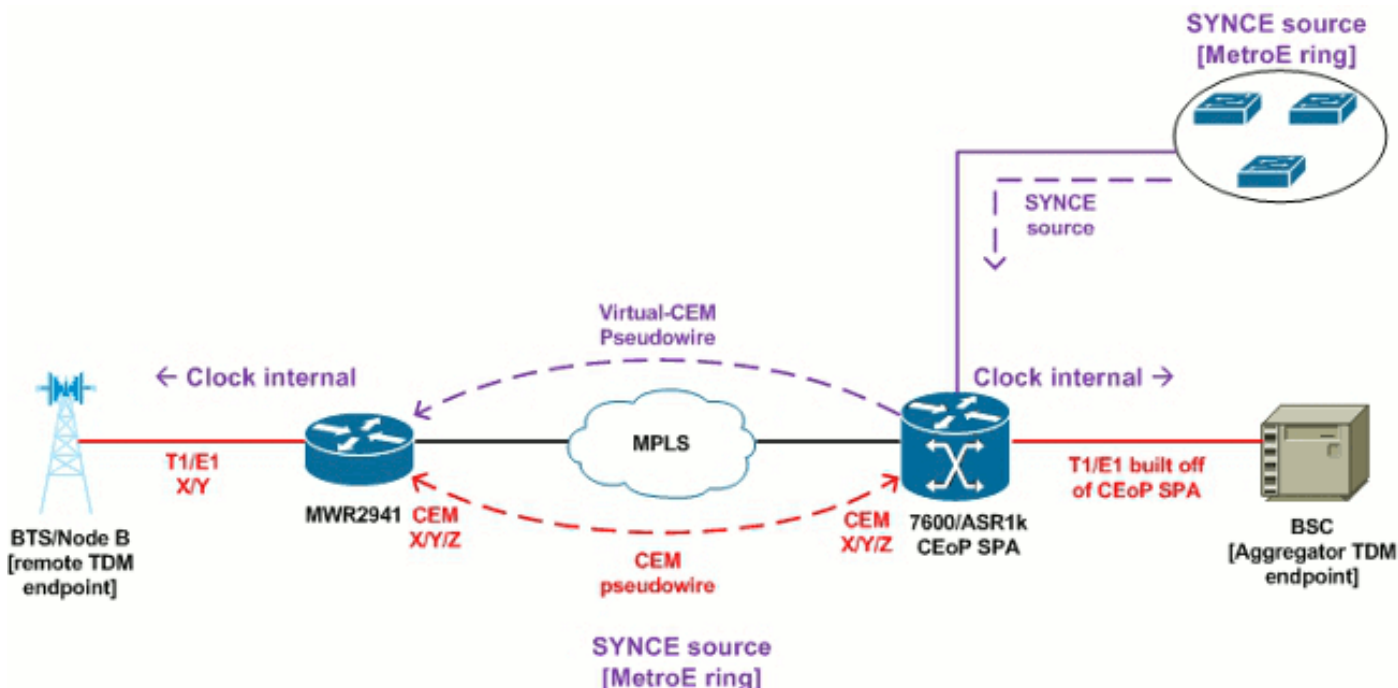 SYNCE source
[MetroE ring]
SYNCE
source
Virtual-CEM
Pseudowire
← Clock internal
Clock internal →
MPLS
T1/E1
X/Y
MWR2941
CEM
X/Y/Z
CEM
X/Y/Z
7600/ASR1k
CEoP SPA
T1/E1 built off
of CEoP SPA
BTS/Node B
[remote TDM
endpoint]
CEM
pseudowire
BSC
[Aggregator TDM
endpoint]
SYNCE source
[MetroE ring]